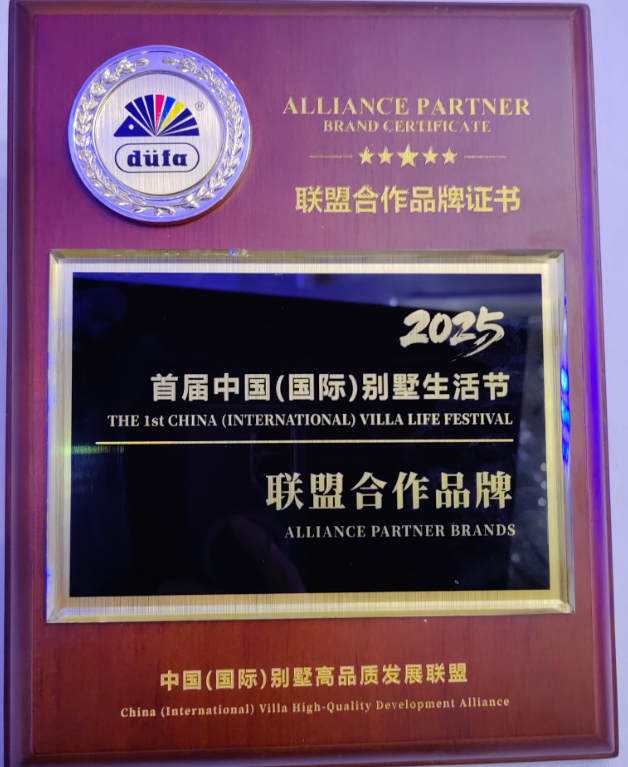 ®
düfa
ALLIANCE PARTNER
BRAND CERTIFICATE
联盟合作品牌证书
2025
首届中国(国际)别墅生活节
THE 1st CHINA (INTERNATIONAL) VILLA LIFE FESTIVAL
联盟合作品牌
ALLIANCE PARTNER BRANDS
中国(国际)别墅高品质发展联盟
China (International) Villa High-Quality Development Alliance